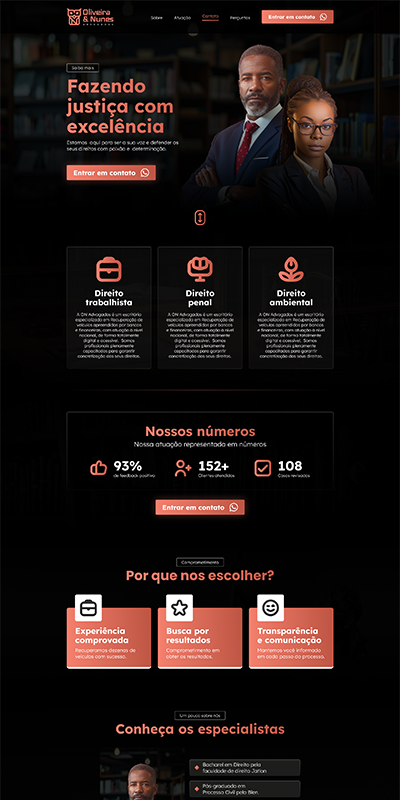 Oliveira
& Nunes
Sobre
Atuação
Contato
Perguntas
Entrar em contato
Saiba mais
Fazendo
justiça com
excelência
Estamos aqui para ser a sua voz e defender os
seus direitos com paixão e determinação.
Entrar em contato
Direito
trabalhista
A DN Advogados é um escritório
especializado em Recuperação de
veículos apreendidos por bancos
e financeiras, com atuação a nível
nacional, de forma totalmente
digital e acessível. Somos
profissionais plenamente
capacitados para garantir
concretização dos seus direitos.
Direito
penal
A DN Advogados é um escritório
especializado em Recuperação de
veículos apreendidos por bancos
e financeiras, com atuação a nível
nacional, de forma totalmente
digital e acessível. Somos
profissionais plenamente
capacitados para garantir
concretização dos seus direitos.
Direito
ambiental
A DN Advogados é um escritório
especializado em Recuperação de
veículos apreendidos por bancos
e financeiras, com atuação a nível
nacional, de forma totalmente
digital e acessível. Somos
profissionais plenamente
capacitados para garantir
concretização dos seus direitos.
Nossos números
Nossa atuação representada em números
93%
de feedback positivo
152+
Clientes atendidos
108
Casos renovados
Entrar em contato
Comprometimento
Por que nos escolher?
Experiência
comprovada
Recuperamos dezenas de
veículos com sucesso.
Busca por
resultados
Comprometimento em
obter os resultados.
Transparência
e comunicação
Mantemos você informado
em cada passo do processo.
Um pouco sobre nós
Conheça os especialistas
Bacharel em Direito pela
faculdade de direito
Pós-graduado em
Processo Civil pela